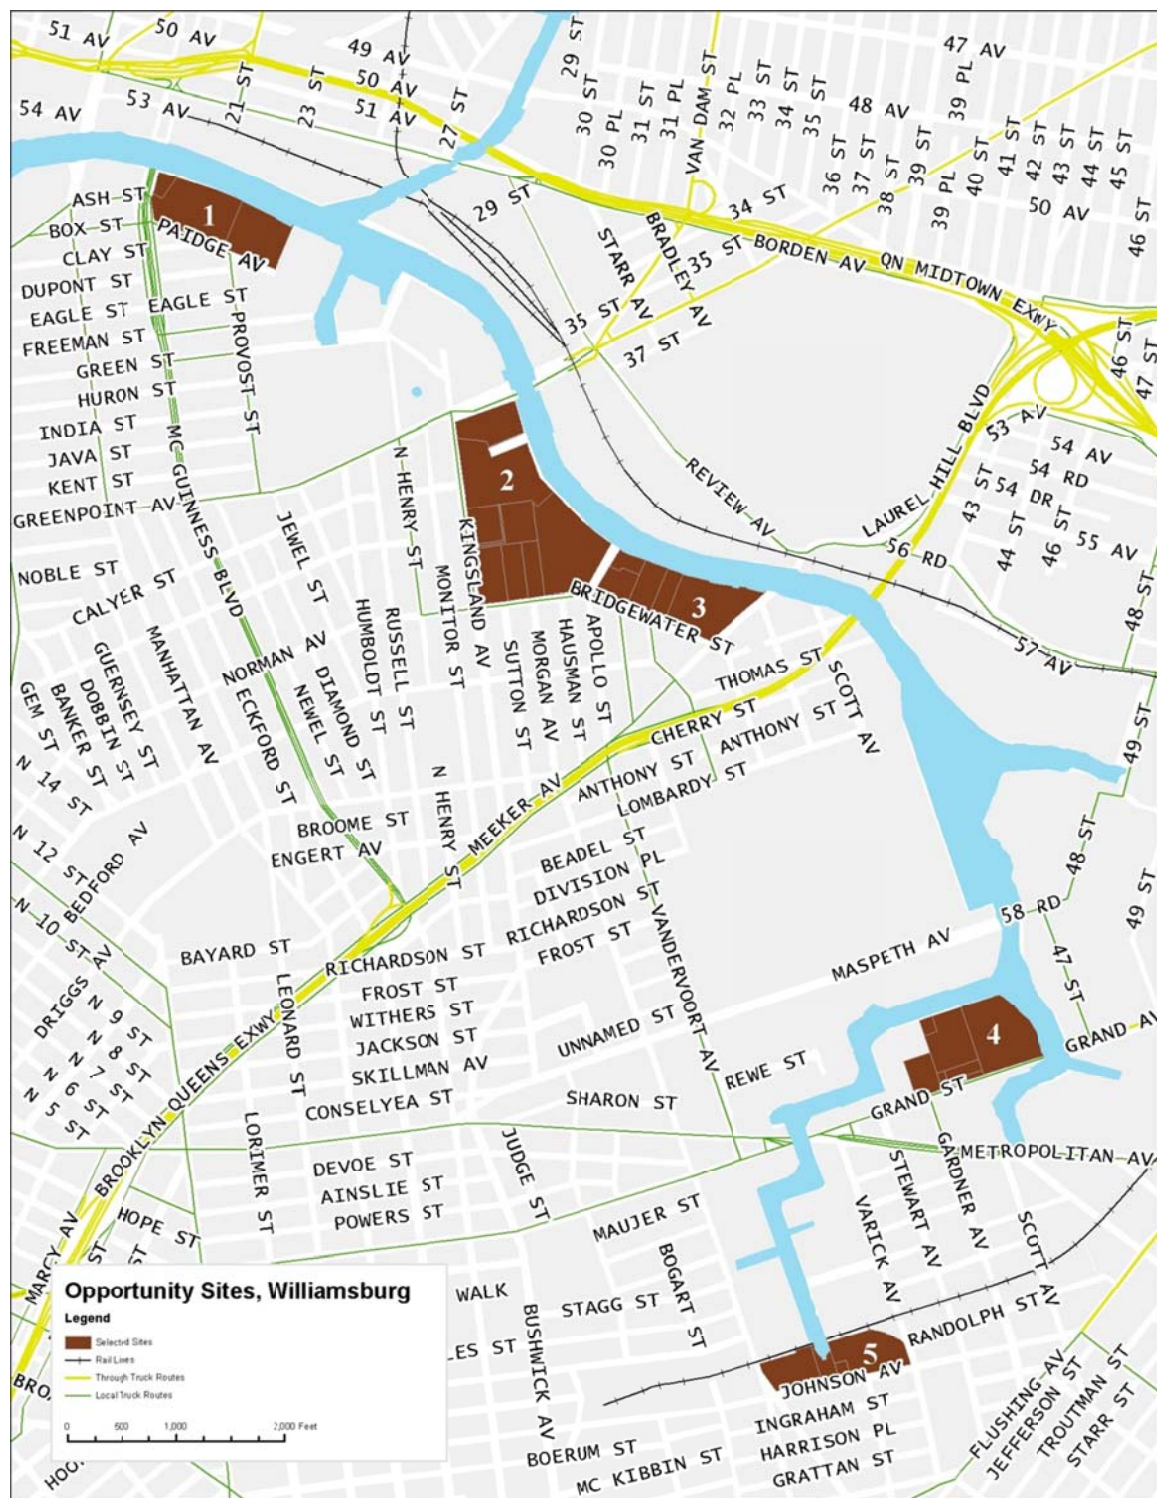 51 AV
50 AV
49 AV
50 AV
51 AV
54 AV
53 AV
21 ST
23 ST
27 ST
29 ST
30 ST
30 PL
31 ST
31 PL
VAN DAM ST
32 PL
33 ST
34 ST
35 ST
47 AV
48 AV
39 PL
36 ST
37 ST
38 ST
39 ST
39 PL
40 ST
41 ST
42 ST
43 ST
44 ST
45 ST
50 AV
46 ST
ASH ST
BOX ST
CLAY ST
DUPONT ST
EAGLE ST
EAGLE ST
FREEMAN ST
GREEN ST
HURON ST
INDIA ST
JAVA ST
KENT ST
GREENPOINT AV
1
PAIDGE AV
PROVOST ST
MC GUINNESS BLVD
29 ST
STARR AV
BRADLEY AV
34 ST
35 ST
35 ST
37 ST
BORDEN AV
QN MIDTOWN EXWY
46 ST
47 ST
LAUREL HILL BLVD
53 AV
54 AV
54 RD
54 DR
55 AV
43 ST
44 ST
46 ST
48 ST
56 RD
57 AV
REVIEW AV
2
3
BRIDGEWATER ST
KINGSLAND AV
N HENRY ST
MONITOR ST
JEWEL ST
NOBLE ST
CALYER ST
GUERNSEY ST
DOBBIN ST
BANKER ST
GEM ST
MANHATTAN AV
NORMAN AV
ECKFORD ST
NEWEL ST
DIAMOND ST
HUMBOLDT ST
RUSSELL ST
SUTTON ST
MORGAN AV
HAUSMAN ST
APOLLO ST
THOMAS ST
SCOTT AV
CHERRY ST
ANTHONY ST
ANTHONY ST
LOMBARDY ST
49 ST
48 ST
49 ST
N 14 ST
N 12 ST
N 10 ST
BEDFORD AV
DRIGGS AV
N 9 ST
N 8 ST
N 7 ST
N 6 ST
N 5 ST
BROOME ST
ENGERT AV
N HENRY ST
MEEKER AV
BEADEL ST
DIVISION PL
RICHARDSON ST
FROST ST
VANDERVOORT AV
BAYARD ST
LEONARD ST
RICHARDSON ST
FROST ST
WITHERS ST
JACKSON ST
SKILLMAN AV
CONSELYEA ST
UNNAMED ST
SHARON ST
REWE ST
MASPETH AV
58 RD
47 ST
GRAND AV
4
GRAND ST
METROPOLITAN AV
BROOKLYN-QUEENS EXWY
LORIMER ST
DEVOE ST
AINSLIE ST
POWERS ST
JUDGE ST
MAUJER ST
BOGART ST
STAGG ST
VARICK AV
STEWART AV
GARDNER AV
SCOTT AV
RANDOLPH ST
HOPE ST
MARCY AV
ST
ST
WALK
LES ST
BUSHWICK AV
5
JOHNSON AV
INGRAHAM ST
HARRISON PL
GRATTAN ST
BOERUM ST
MC KIBBIN ST
FLUSHING AV
JEFFERSON ST
TROUTMAN ST
STARR ST
BRO
HOO
Opportunity Sites, Williamsburg
Legend
Selected Sites
Rail Lines
Through Truck Routes
Local Truck Routes
0 500 1,000 2,000 Feet